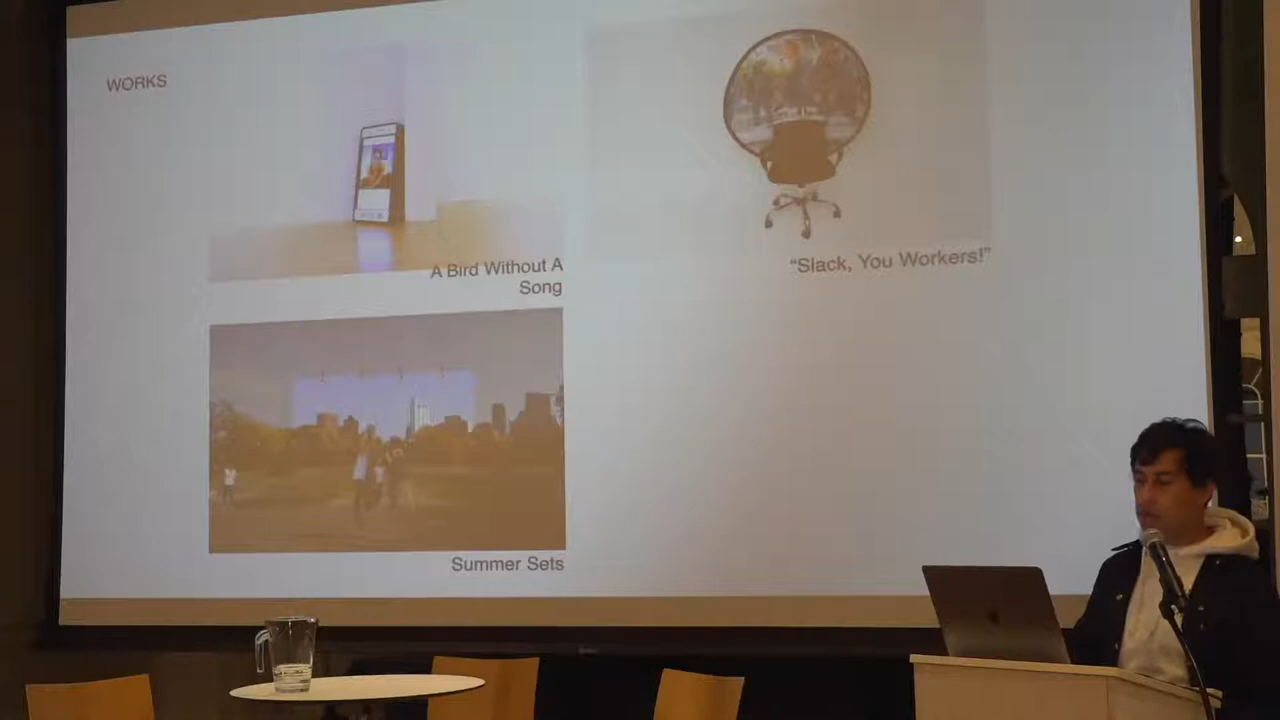 WORKS
A Bird Without A
Song
“Slack, You Workers!”
Summer Sets